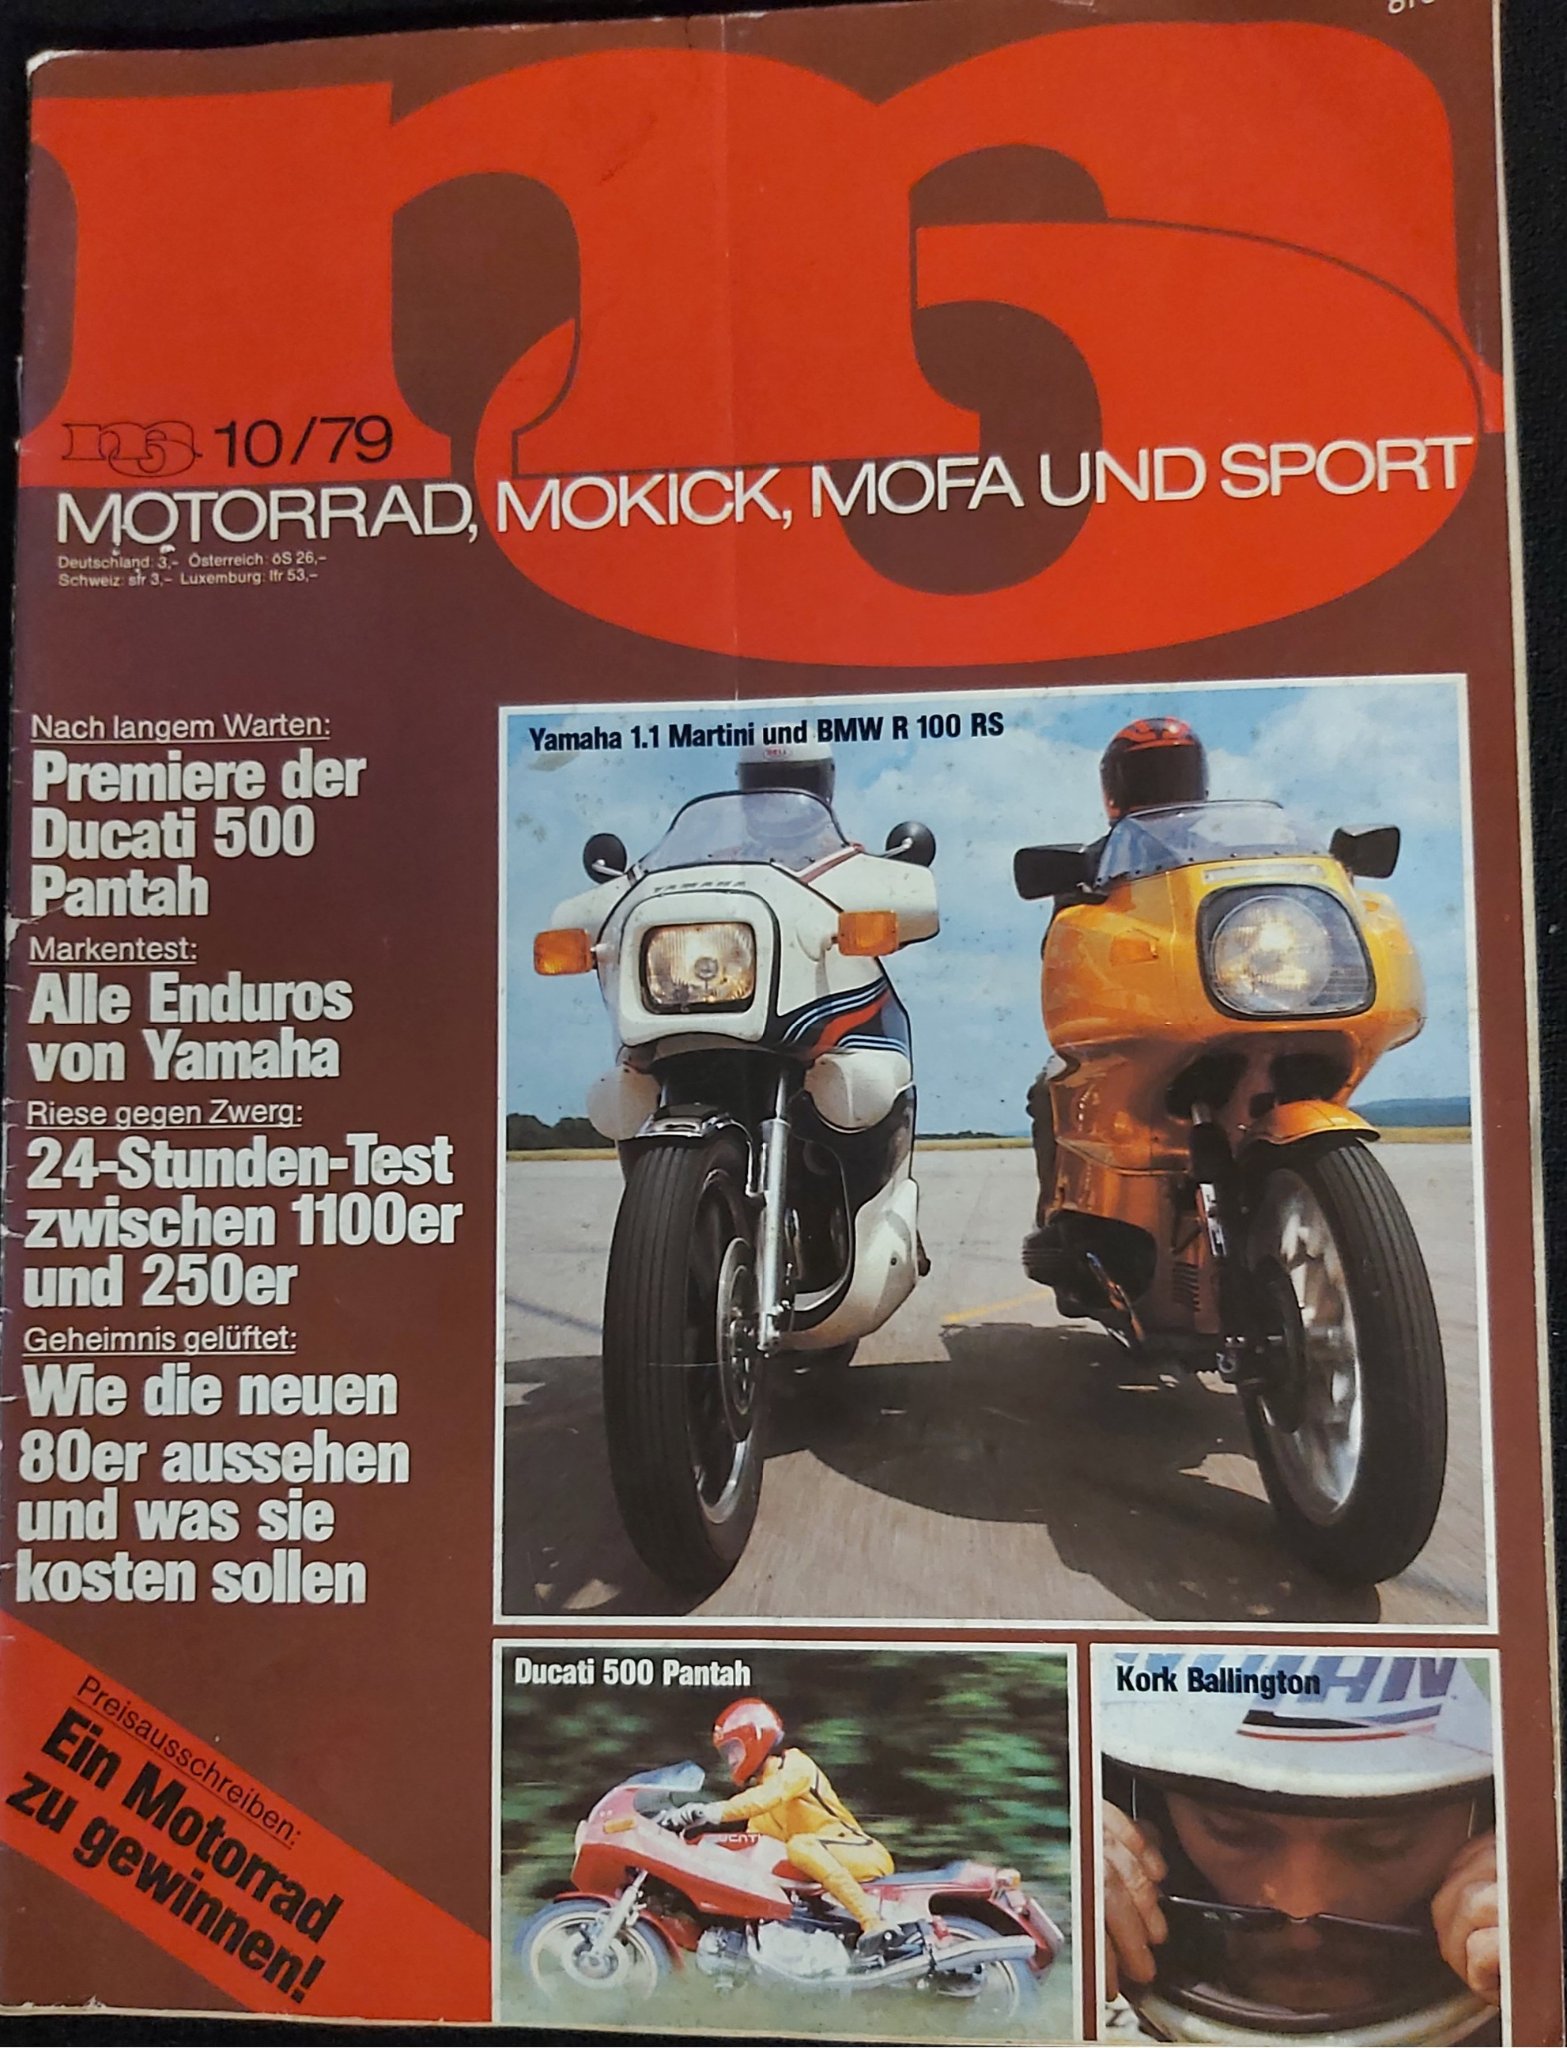 ms
ms 10/79
MOTORRAD, MOKICK, MOFA UND SPORT
Deutschland: 3,- Österreich: öS 26,-
Schweiz: sfr 3,- Luxemburg: lfr 53,-
Nach langem Warten:
Premiere der
Ducati 500
Pantah
Markentest:
Alle Enduros
von Yamaha
Riese gegen Zwerg:
24-Stunden-Test
zwischen 1100er
und 250er
Geheimnis gelüftet:
Wie die neuen
80er aussehen
und was sie
kosten sollen
Preisausschreiben:
Ein Motorrad
zu gewinnen!
Yamaha 1.1 Martini und BMW R 100 RS
BELL
YAMAHA
Ducati 500 Pantah
DUCATI
Kork Ballington